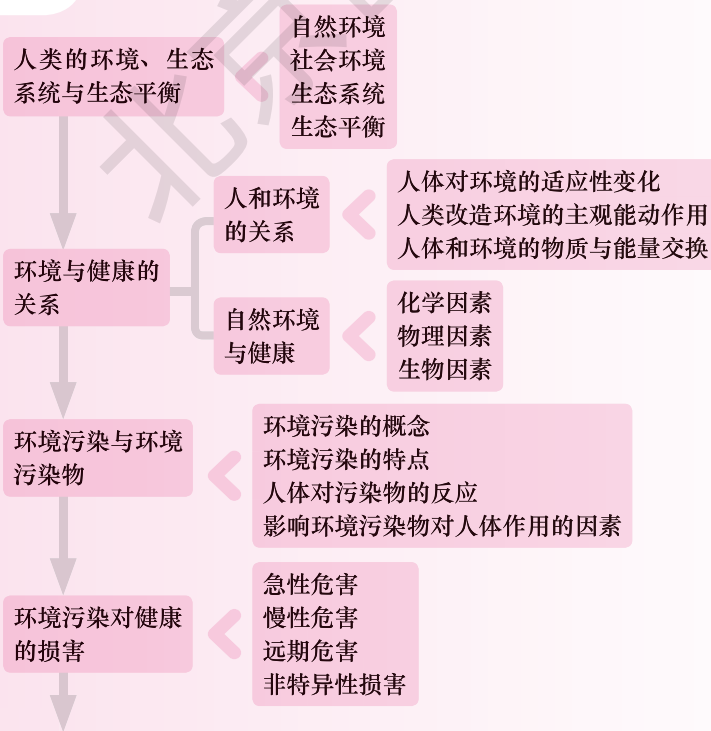 人类的环境、生态
系统与生态平衡
自然环境
社会环境
生态系统
生态平衡
人和环境
的关系
人体对环境的适应性变化
人类改造环境的主观能动作用
人体和环境的物质与能量交换
环境与健康的
关系
自然环境
与健康
化学因素
物理因素
生物因素
环境污染与环境
污染物
环境污染的概念
环境污染的特点
人体对污染物的反应
影响环境污染物对人体作用的因素
环境污染对健康
的损害
急性危害
慢性危害
远期危害
非特异性损害
北京